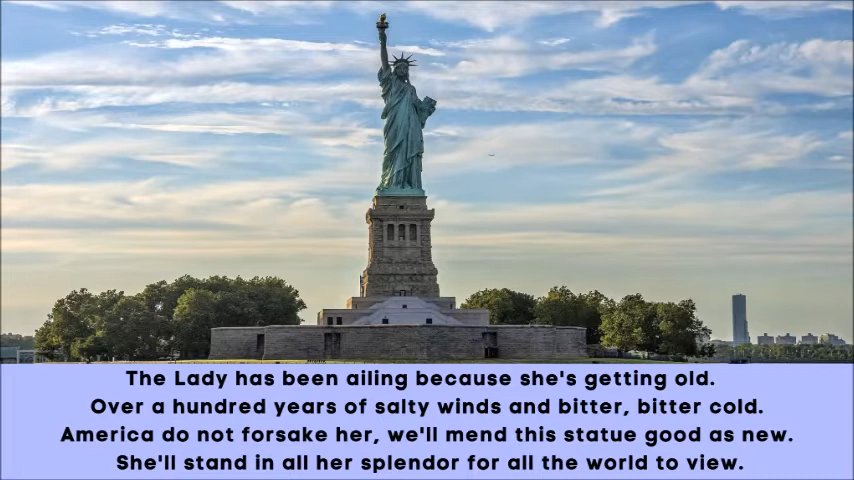 The Lady has been ailing because she's getting old.
Over a hundred years of salty winds and bitter, bitter cold.
America do not forsake her, we'll mend this statue good as new.
She'll stand in all her splendor for all the world to view.